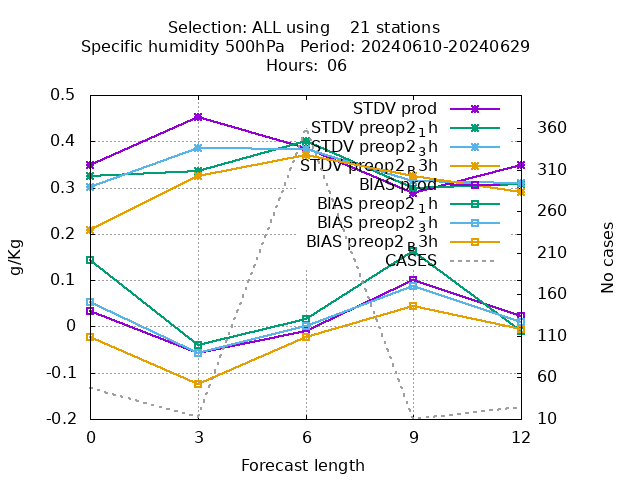 Selection: ALL using    21 stations
Specific humidity 500hPa   Period: 20240610-20240629
Hours: 06
g/Kg
No cases
0.5
0.4
0.3
0.2
0.1
0
-0.1
-0.2
360
310
260
210
160
110
60
10
STDV prod
STDV preop2_1h
STDV preop2_3h
STDV preop2_B3h
BIAS prod
BIAS preop2_1h
BIAS preop2_3h
BIAS preop2_B3h
CASES
0 3 6 9 12
Forecast length